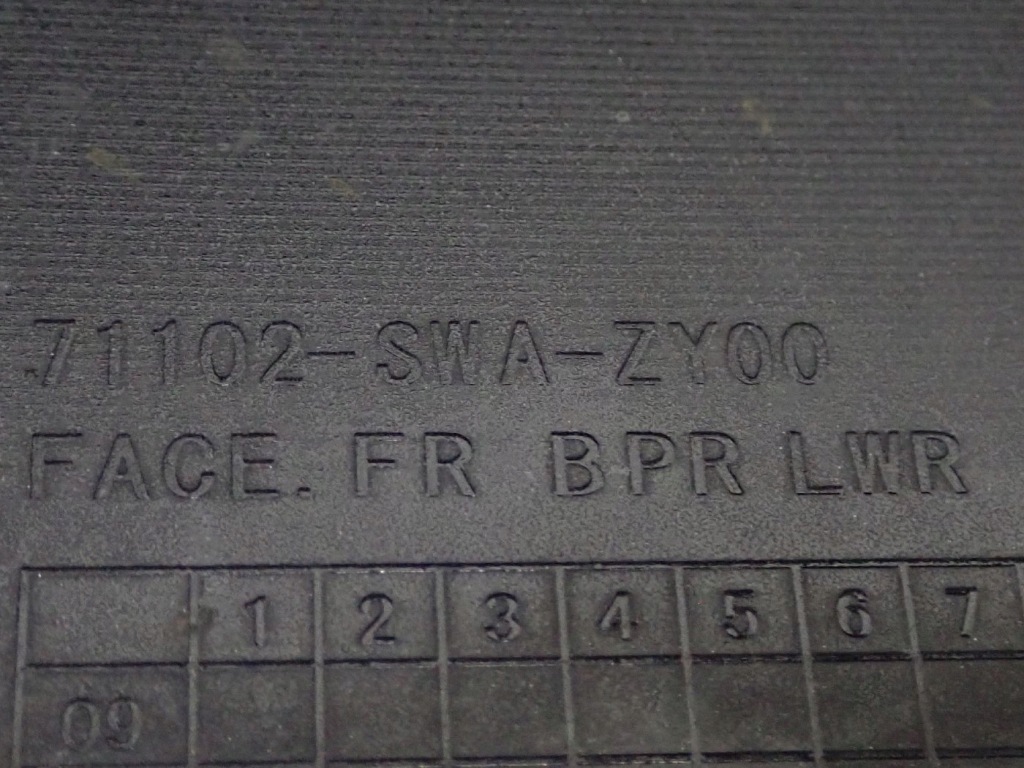 71102-SWA-ZY00
FACE. FR BPR LWR
1 2 3 4 5 6 7
09